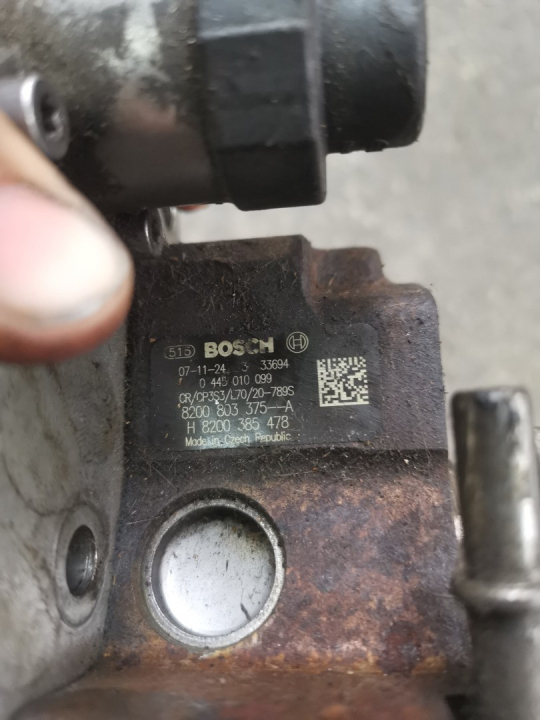 515 BOSCH
07-11-24 3 33694
0 445 010 099
CR/CP3S3/L70/20-789S
8200 803 375--A
H 8200 385 478
Made in Czech Republic